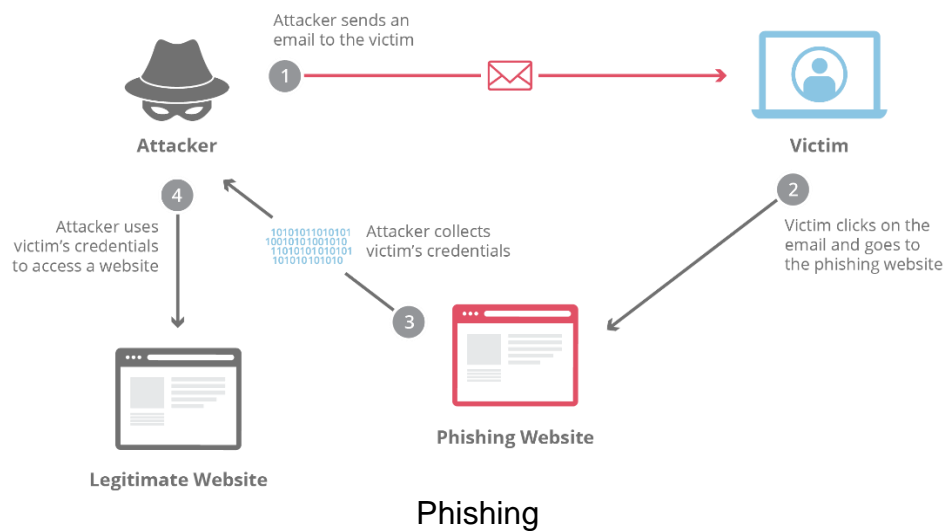 Attacker sends an
email to the victim
1
Attacker
Victim
2
Victim clicks on the
email and goes to
the phishing website
3
Attacker collects
victim's credentials
10101011010101
10010101001010
11010101010101
101010101010
4
Attacker uses
victim's credentials
to access a website
Phishing Website
Legitimate Website
Phishing